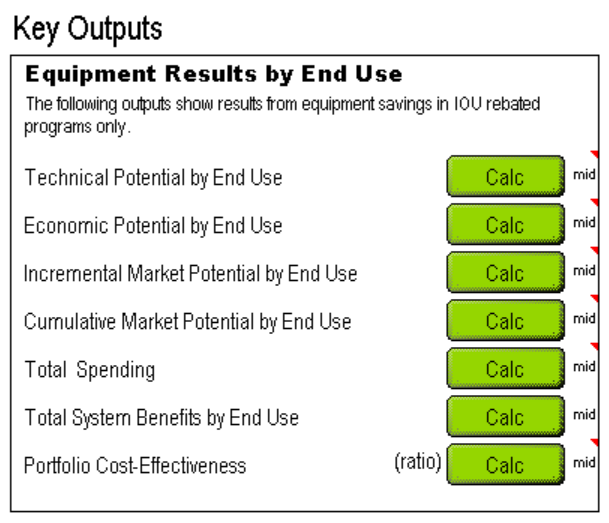 Key Outputs
Equipment Results by End Use
The following outputs show results from equipment savings in IOU rebated
programs only.
Technical Potential by End Use Calc mid
Economic Potential by End Use Calc mid
Incremental Market Potential by End Use Calc mid
Cumulative Market Potential by End Use Calc mid
Total Spending Calc mid
Total System Benefits by End Use Calc mid
Portfolio Cost-Effectiveness (ratio) Calc mid